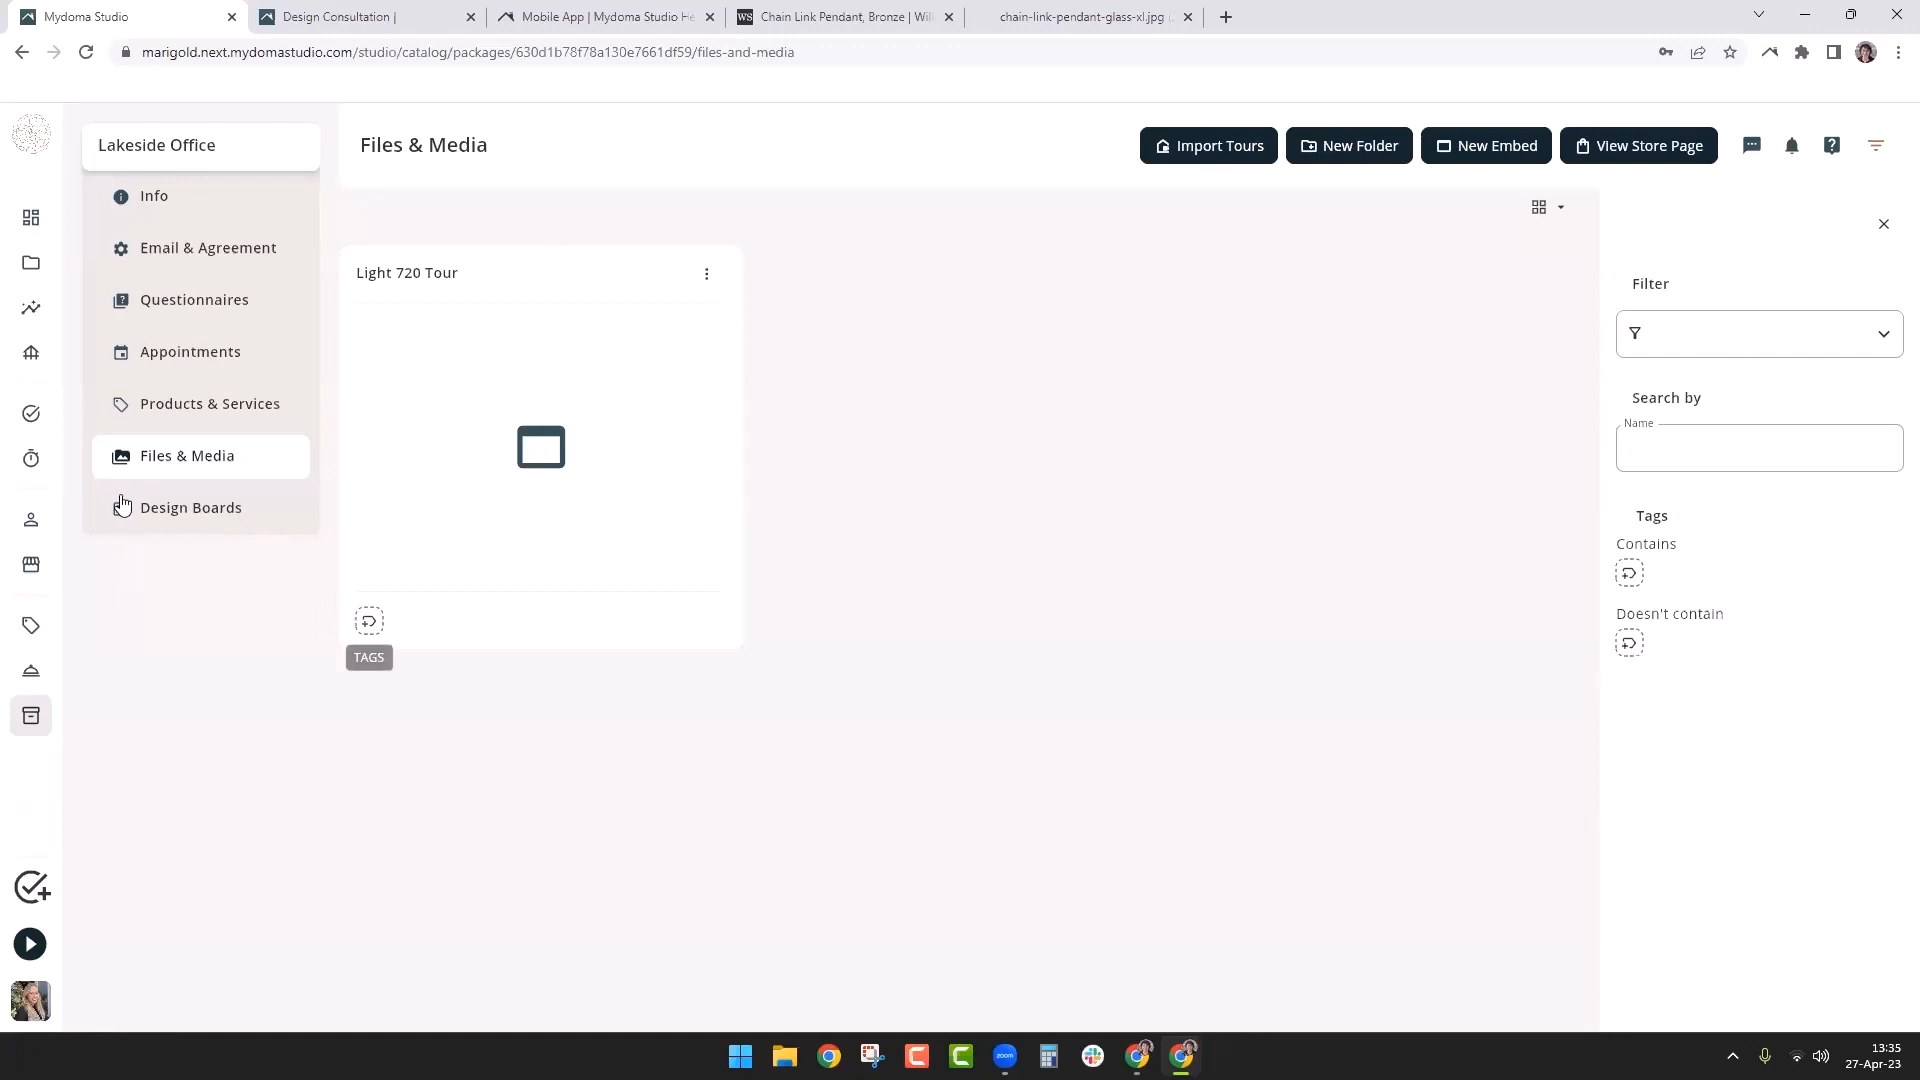 Mydoma Studio
Design Consultation |
Mobile App | Mydoma Studio He
WS
Chain Link Pendant, Bronze | Will
chain-link-pendant-glass-xl.jpg (
marigold.next.mydomastudio.com/studio/catalog/packages/630d1b78f78a130e7661df59/files-and-media
Lakeside Office
Files & Media
Import Tours
New Folder
New Embed
View Store Page
Info
Email & Agreement
Questionnaires
Appointments
Products & Services
Files & Media
Design Boards
Light 720 Tour
TAGS
Filter
Search by
Name
Tags
Contains
Doesn't contain
zoom
13:35
27-Apr-23